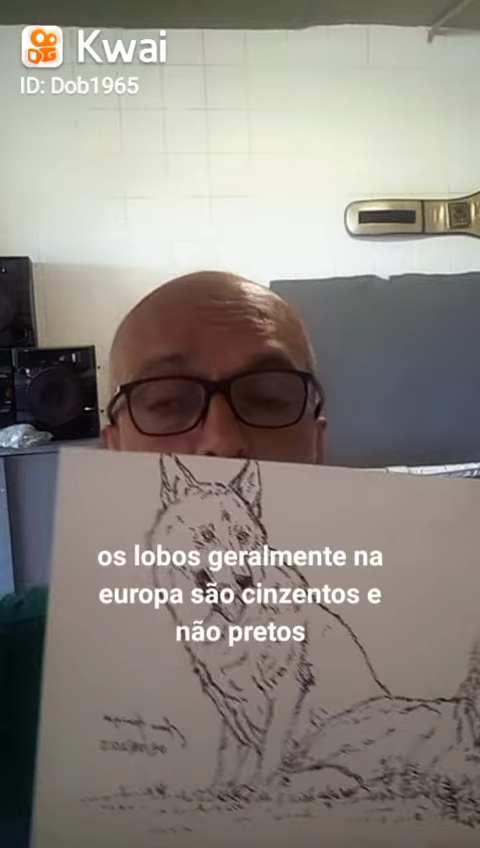 Kwai
ID: Dob1965
os lobos geralmente na
europa são cinzentos e
não pretos